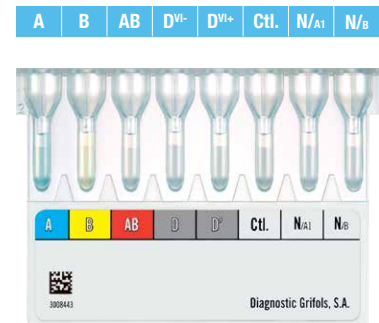 A B AB DVI- DVI+ Ctl. N/A1 N/B
A B AB D D' Ctl. N/A1 N/B
3008443 Diagnostic Grifols, S.A.